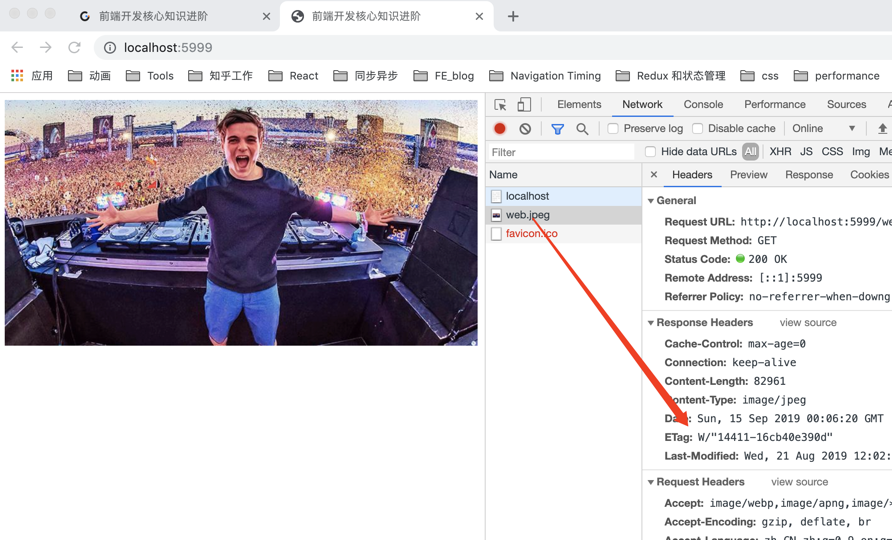 前端开发核心知识进阶
前端开发核心知识进阶
localhost:5999
应用 动画 Tools 知乎工作 React 同步异步 FE_blog Navigation Timing Redux 和状态管理 css performance
Elements Network Console Performance Sources
Preserve log Disable cache Online
Filter Hide data URLs All XHR JS CSS Img Me
Name Headers Preview Response Cookies
localhost
web.jpeg
favicon.ico
General
Request URL: http://localhost:5999/we
Request Method: GET
Status Code: 200 OK
Remote Address: [::1]:5999
Referrer Policy: no-referrer-when-downg
Response Headers view source
Cache-Control: max-age=0
Connection: keep-alive
Content-Length: 82961
Content-Type: image/jpeg
Date: Sun, 15 Sep 2019 00:06:20 GMT
ETag: W/"14411-16cb40e390d"
Last-Modified: Wed, 21 Aug 2019 12:02:
Request Headers view source
Accept: image/webp,image/apng,image/*
Accept-Encoding: gzip, deflate, br